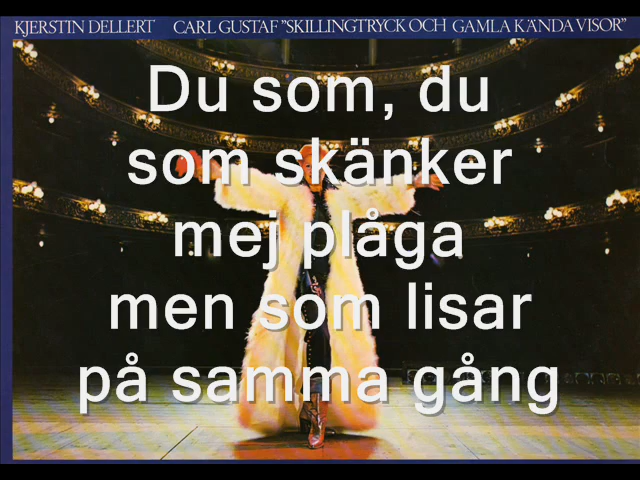 KJERSTIN DELLERT CARL GUSTAF "SKILLINGTRYCK OCH GAMLA KÄNDA VISOR"
Du som, du
som skänker
mej plåga
men som lisar
på samma gång